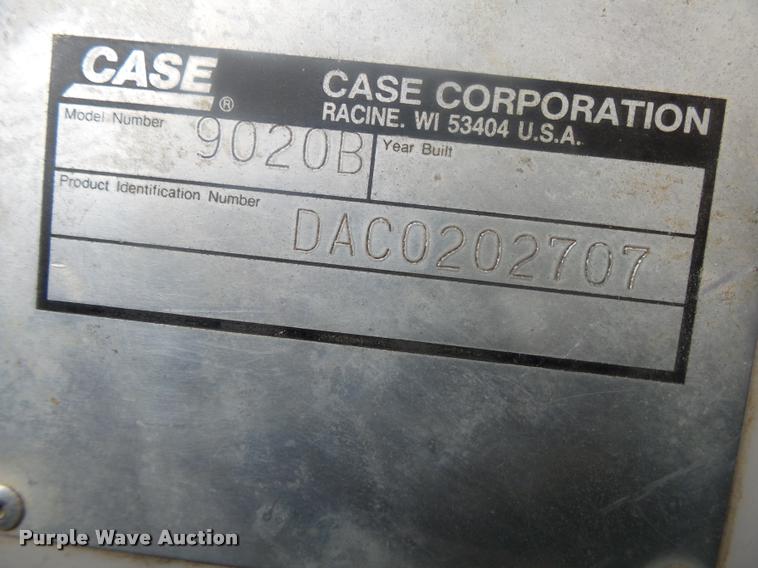 CASE ®
CASE CORPORATION
RACINE. WI 53404 U.S.A.
Model Number 9020B
Year Built
Product Identification Number DAC0202707
Purple Wave Auction